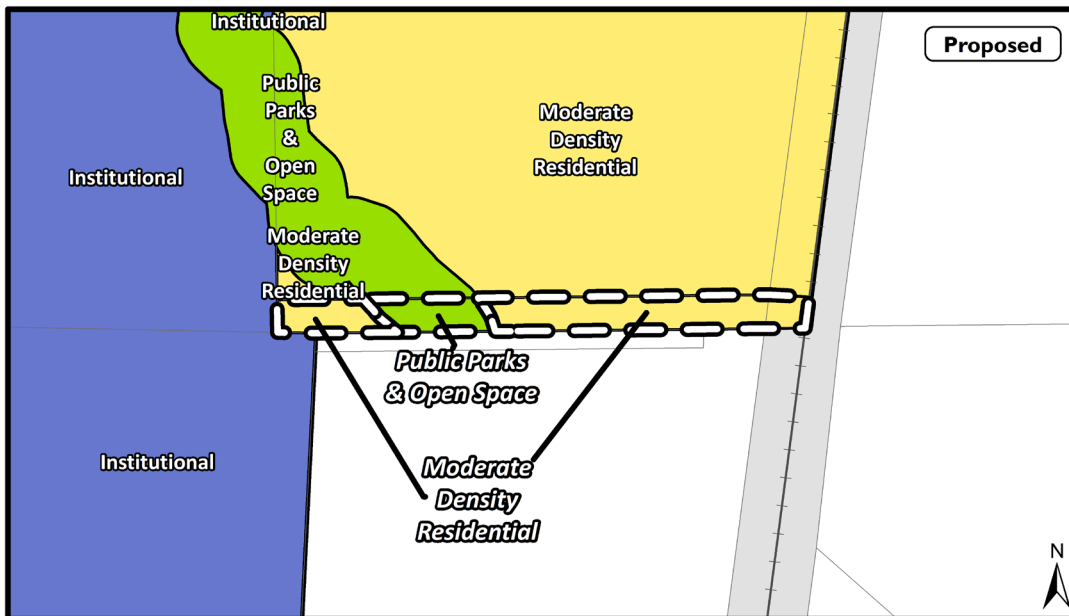 Institutional
Proposed
Public
Parks
&
Open
Space
Moderate
Density
Residential
Institutional
Moderate
Density
Residential
Public Parks
& Open Space
Moderate
Density
Residential
Institutional
N